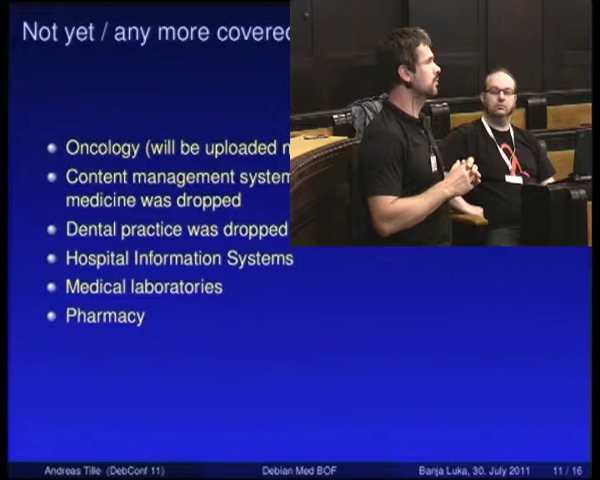 Not yet / any more covered
Oncology (will be uploaded
Content management system
medicine was dropped
Dental practice was dropped
Hospital Information Systems
Medical laboratories
Pharmacy
Andreas Tille (DebConf 11)
Debian Med BOF
Banja Luka, 30. July 2011
11 / 16